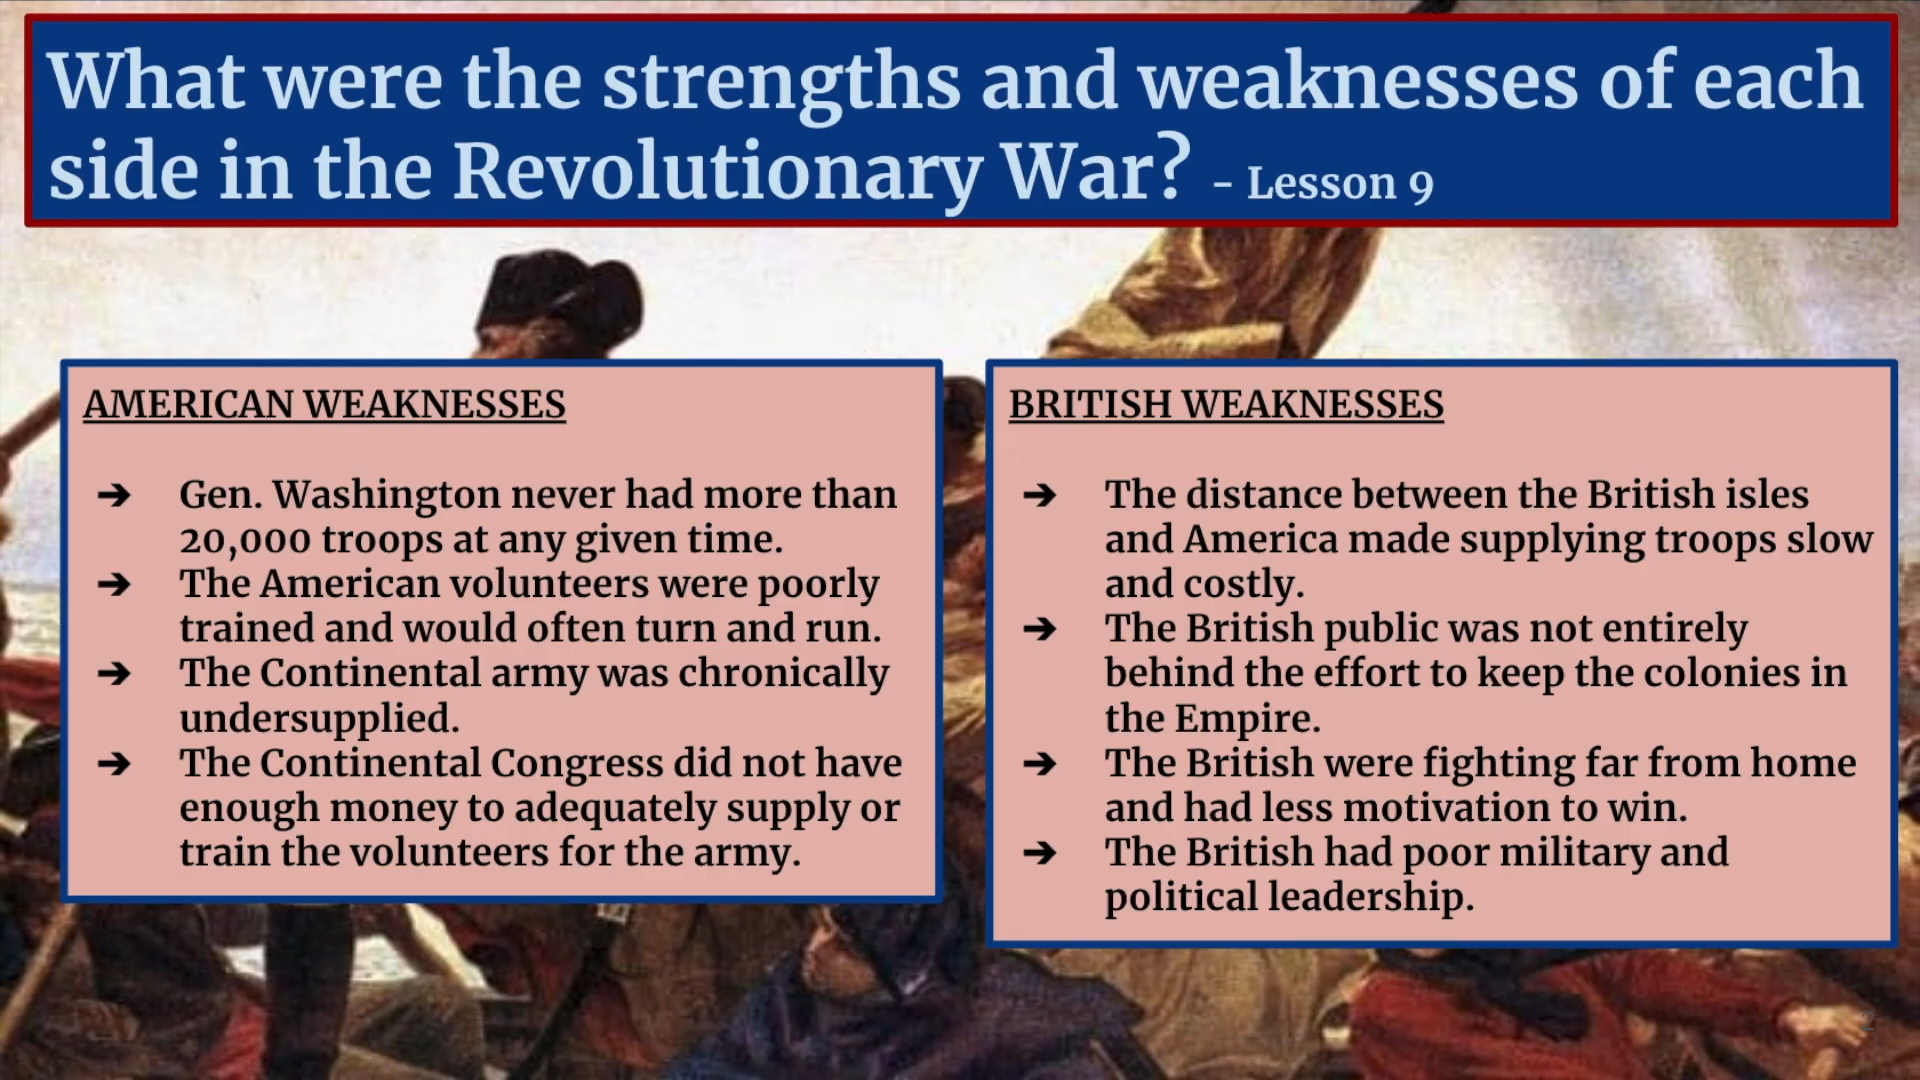 What were the strengths and weaknesses of each
side in the Revolutionary War? - Lesson 9
AMERICAN WEAKNESSES
➔ Gen. Washington never had more than
20,000 troops at any given time.
➔ The American volunteers were poorly
trained and would often turn and run.
➔ The Continental army was chronically
undersupplied.
➔ The Continental Congress did not have
enough money to adequately supply or
train the volunteers for the army.
BRITISH WEAKNESSES
➔ The distance between the British isles
and America made supplying troops slow
and costly.
➔ The British public was not entirely
behind the effort to keep the colonies in
the Empire.
➔ The British were fighting far from home
and had less motivation to win.
➔ The British had poor military and
political leadership.
2